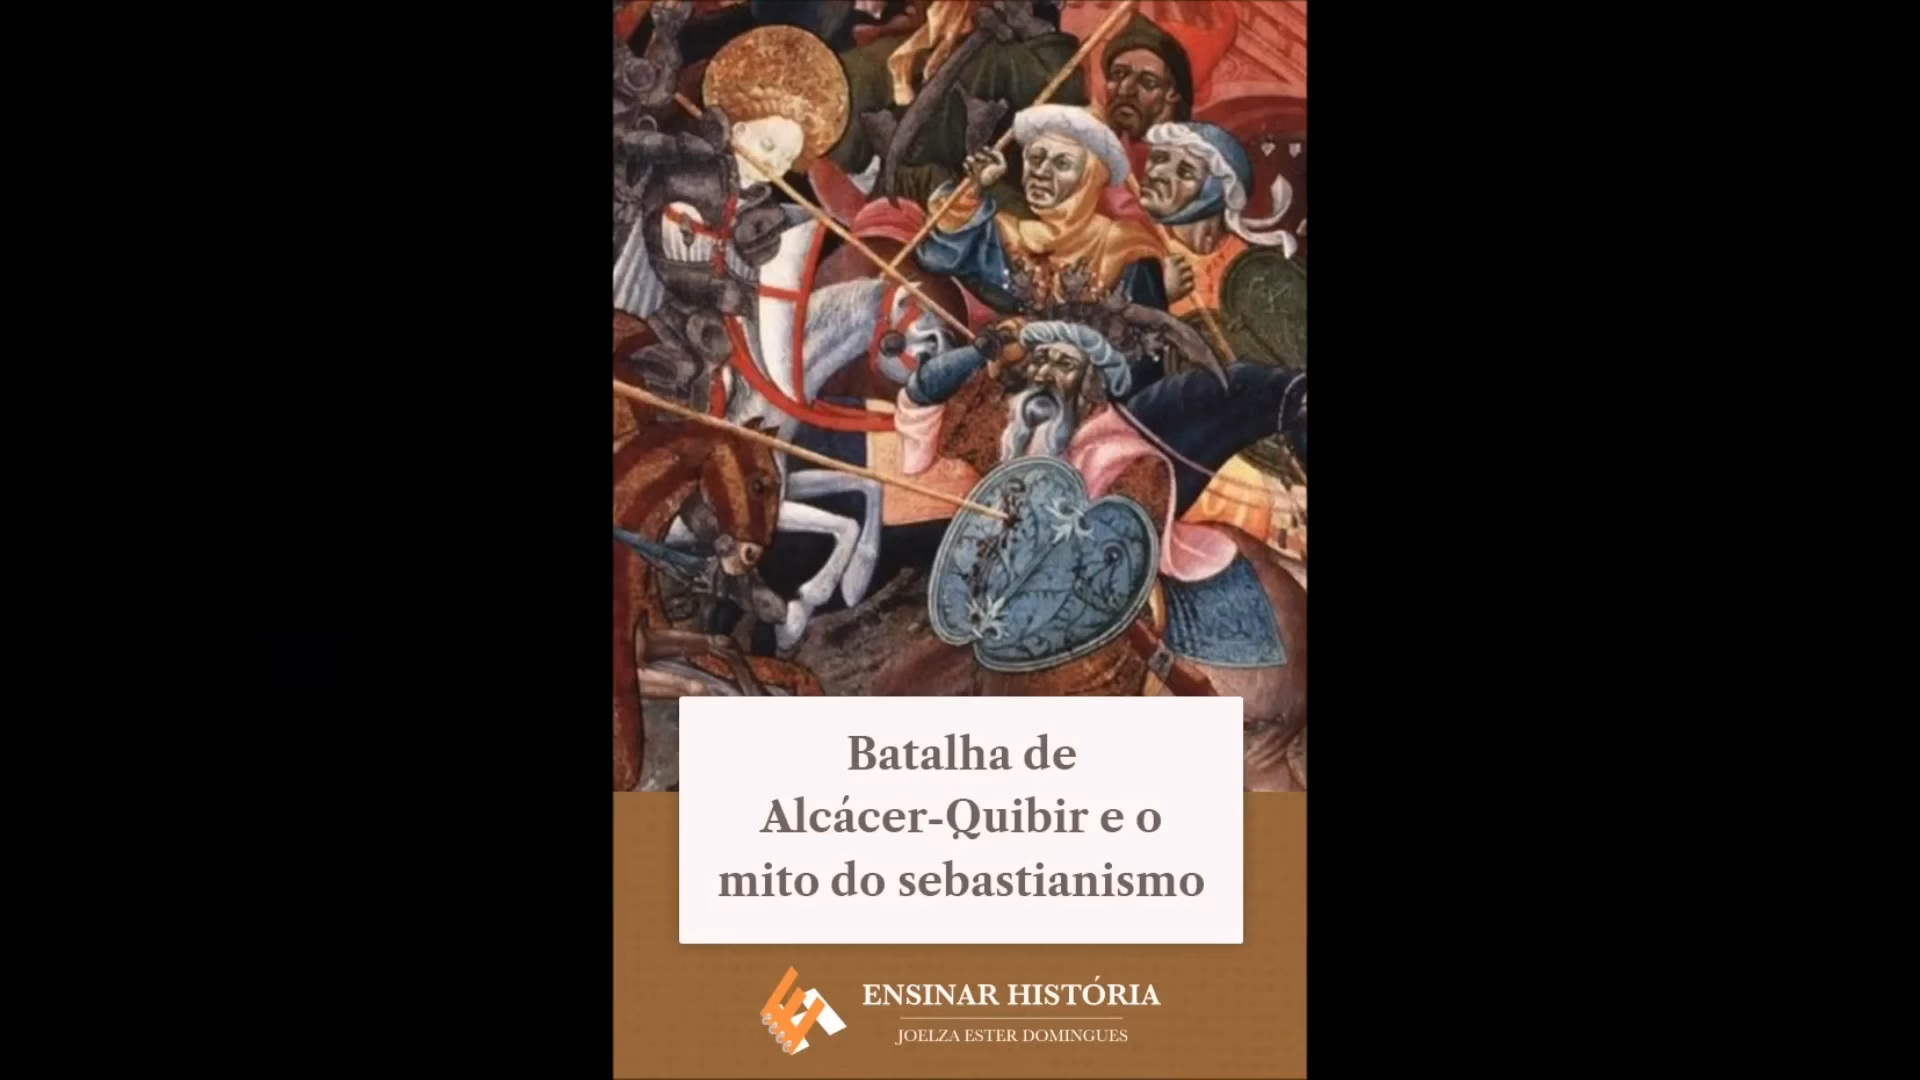 Batalha de
Alcácer-Quibir e o
mito do sebastianismo
ENSINAR HISTÓRIA
JOELZA ESTER DOMINGUES